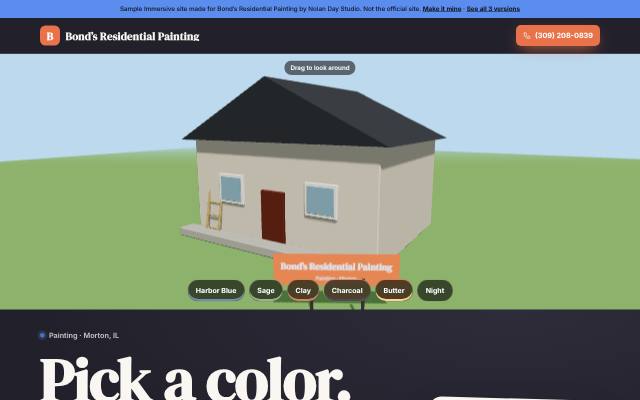 Sample Immersive site made for Bond's Residential Painting by Nolan Day Studio. Not the official site. Make it mine · See all 3 versions
B Bond's Residential Painting
(309) 208-0839
Drag to look around
Bond's Residential Painting
Harbor Blue Sage Clay Charcoal Butter Night
Painting · Morton, IL
Pick a color.